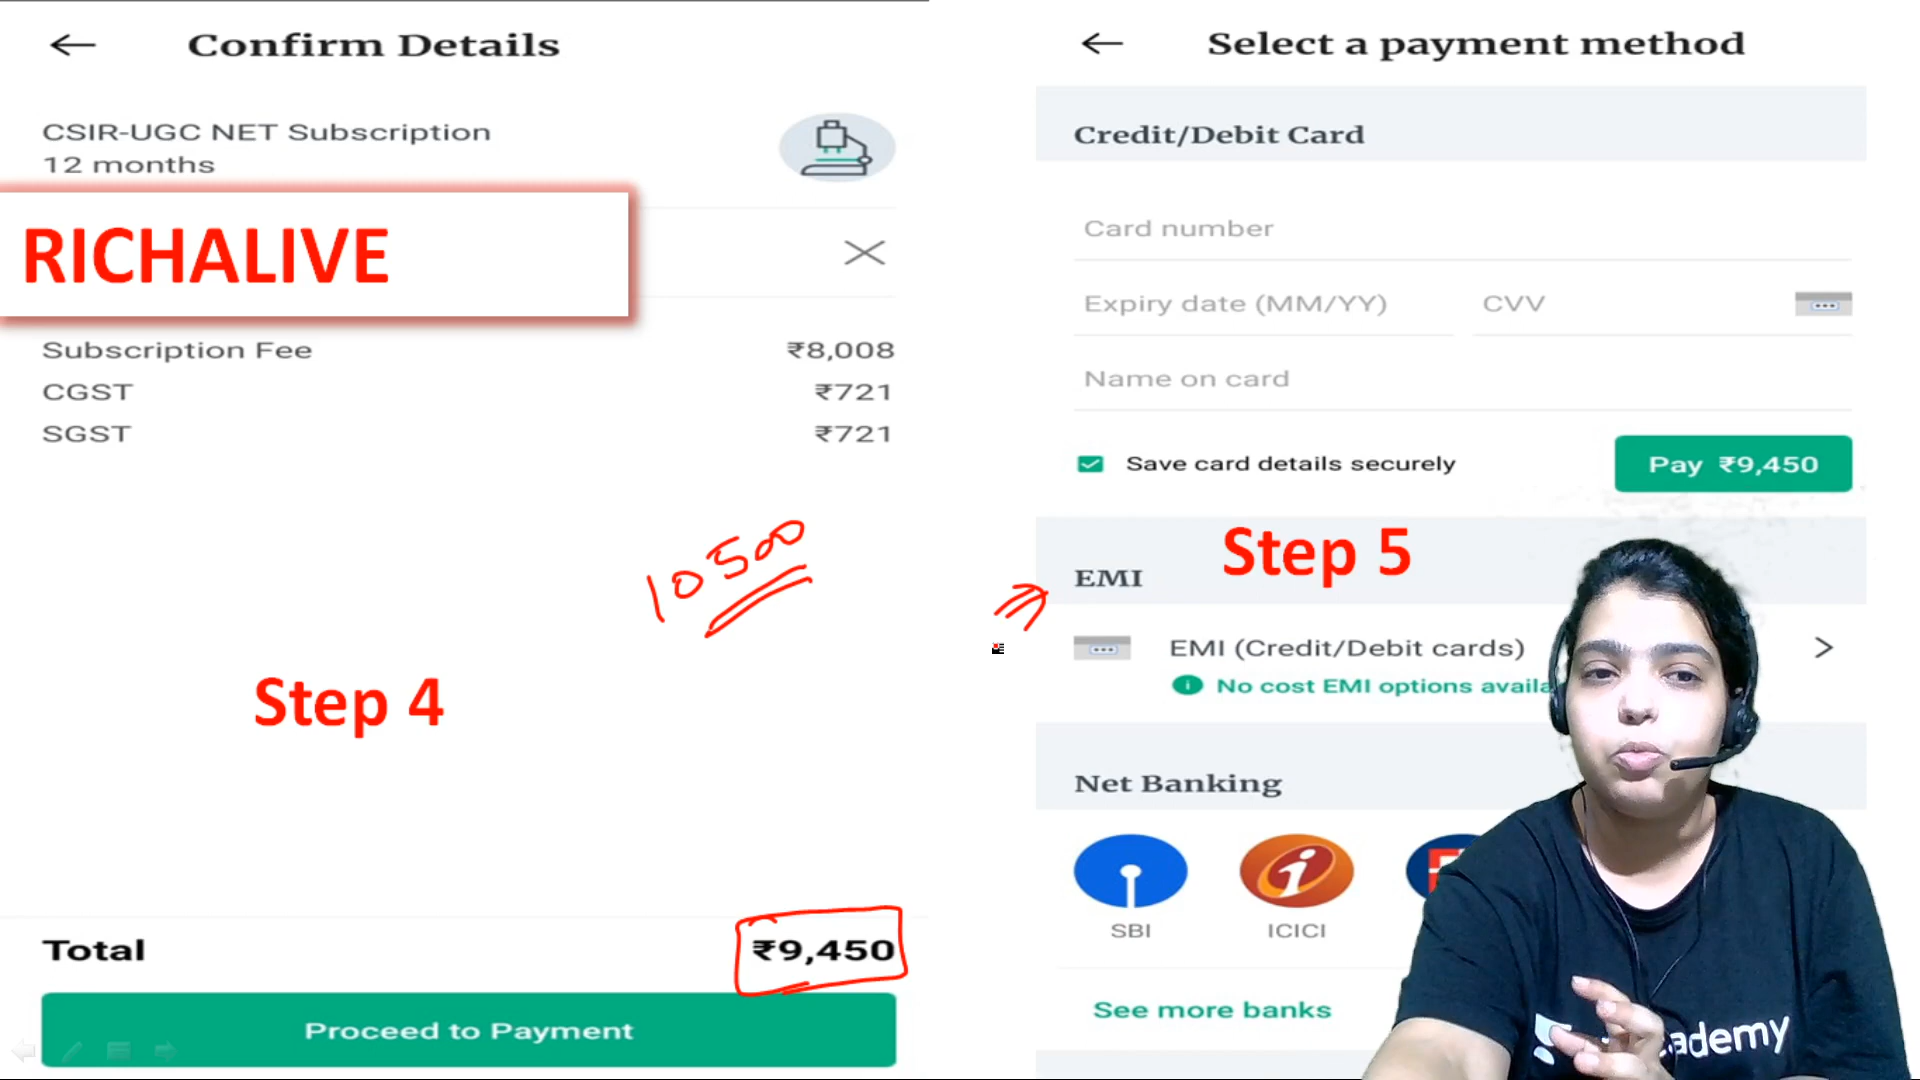 Confirm Details
CSIR-UGC NET Subscription
12 months
RICHALIVE
Subscription Fee ₹8,008
CGST ₹721
SGST ₹721
10500
Step 4
Total ₹9,450
Proceed to Payment
Select a payment method
Credit/Debit Card
Card number
Expiry date (MM/YY) CVV
Name on card
Save card details securely Pay ₹9,450
Step 5
EMI
EMI (Credit/Debit cards)
No cost EMI options availa
Net Banking
SBI ICICI
See more banks
ademy